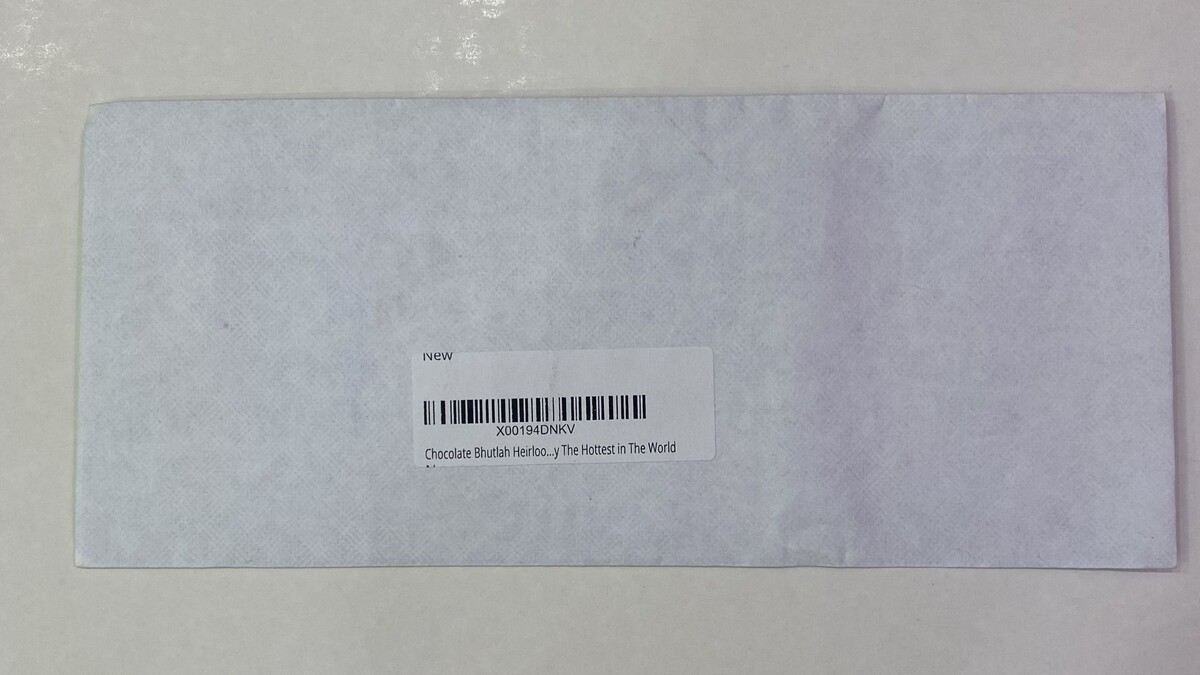 New
X00194DNKV
Chocolate Bhutlah Heirloo...y The Hottest in The World